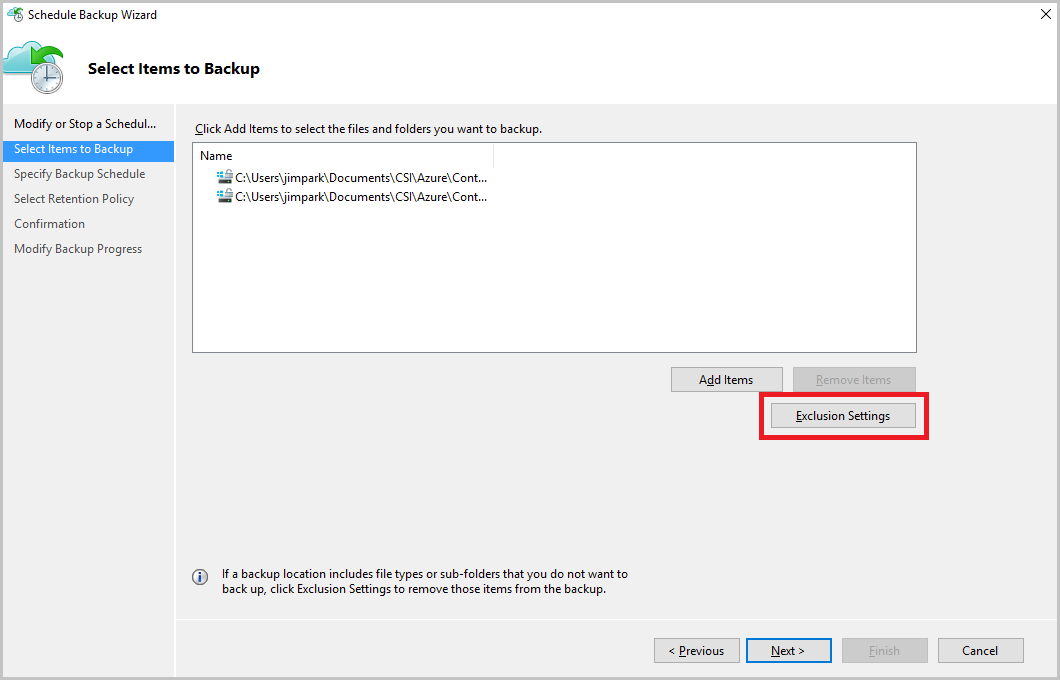 Schedule Backup Wizard
Select Items to Backup
Modify or Stop a Schedul...
Select Items to Backup
Specify Backup Schedule
Select Retention Policy
Confirmation
Modify Backup Progress
Click Add Items to select the files and folders you want to backup.
Name
C:\Users\jimpark\Documents\CSI\Azure\Cont...
C:\Users\jimpark\Documents\CSI\Azure\Cont...
Add Items
Remove Items
Exclusion Settings
If a backup location includes file types or sub-folders that you do not want to
back up, click Exclusion Settings to remove those items from the backup.
< Previous
Next >
Finish
Cancel